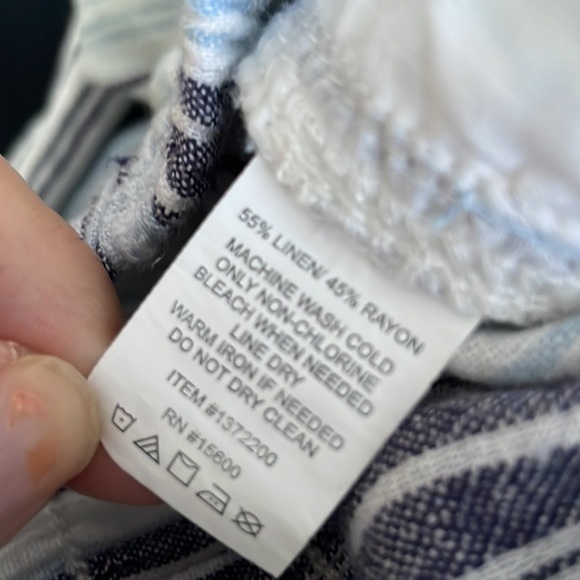 55% LINEN/ 45% RAYON
MACHINE WASH COLD
ONLY NON-CHLORINE
BLEACH WHEN NEEDED
LINE DRY
WARM IRON IF NEEDED
DO NOT DRY CLEAN
ITEM #1372200
RN #15600